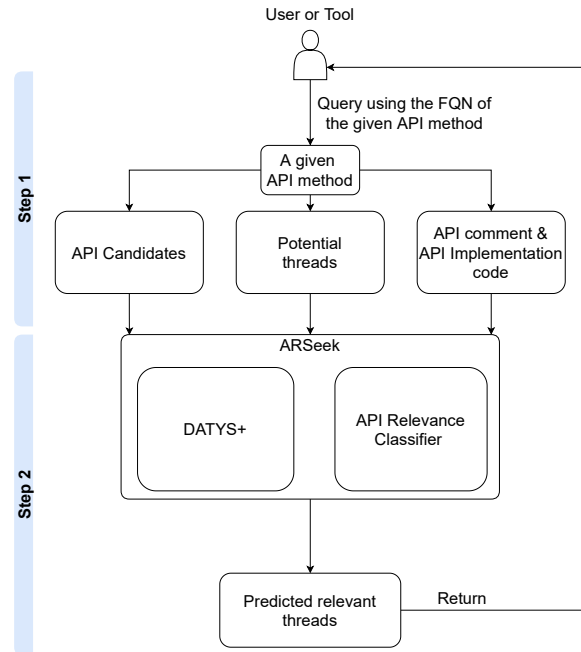 User or Tool
Query using the FQN of
the given API method
Step 1
A given
API method
API Candidates
Potential
threads
API comment &
API Implementation
code
Step 2
ARSeek
DATYS+
API Relevance
Classifier
Predicted relevant
threads
Return